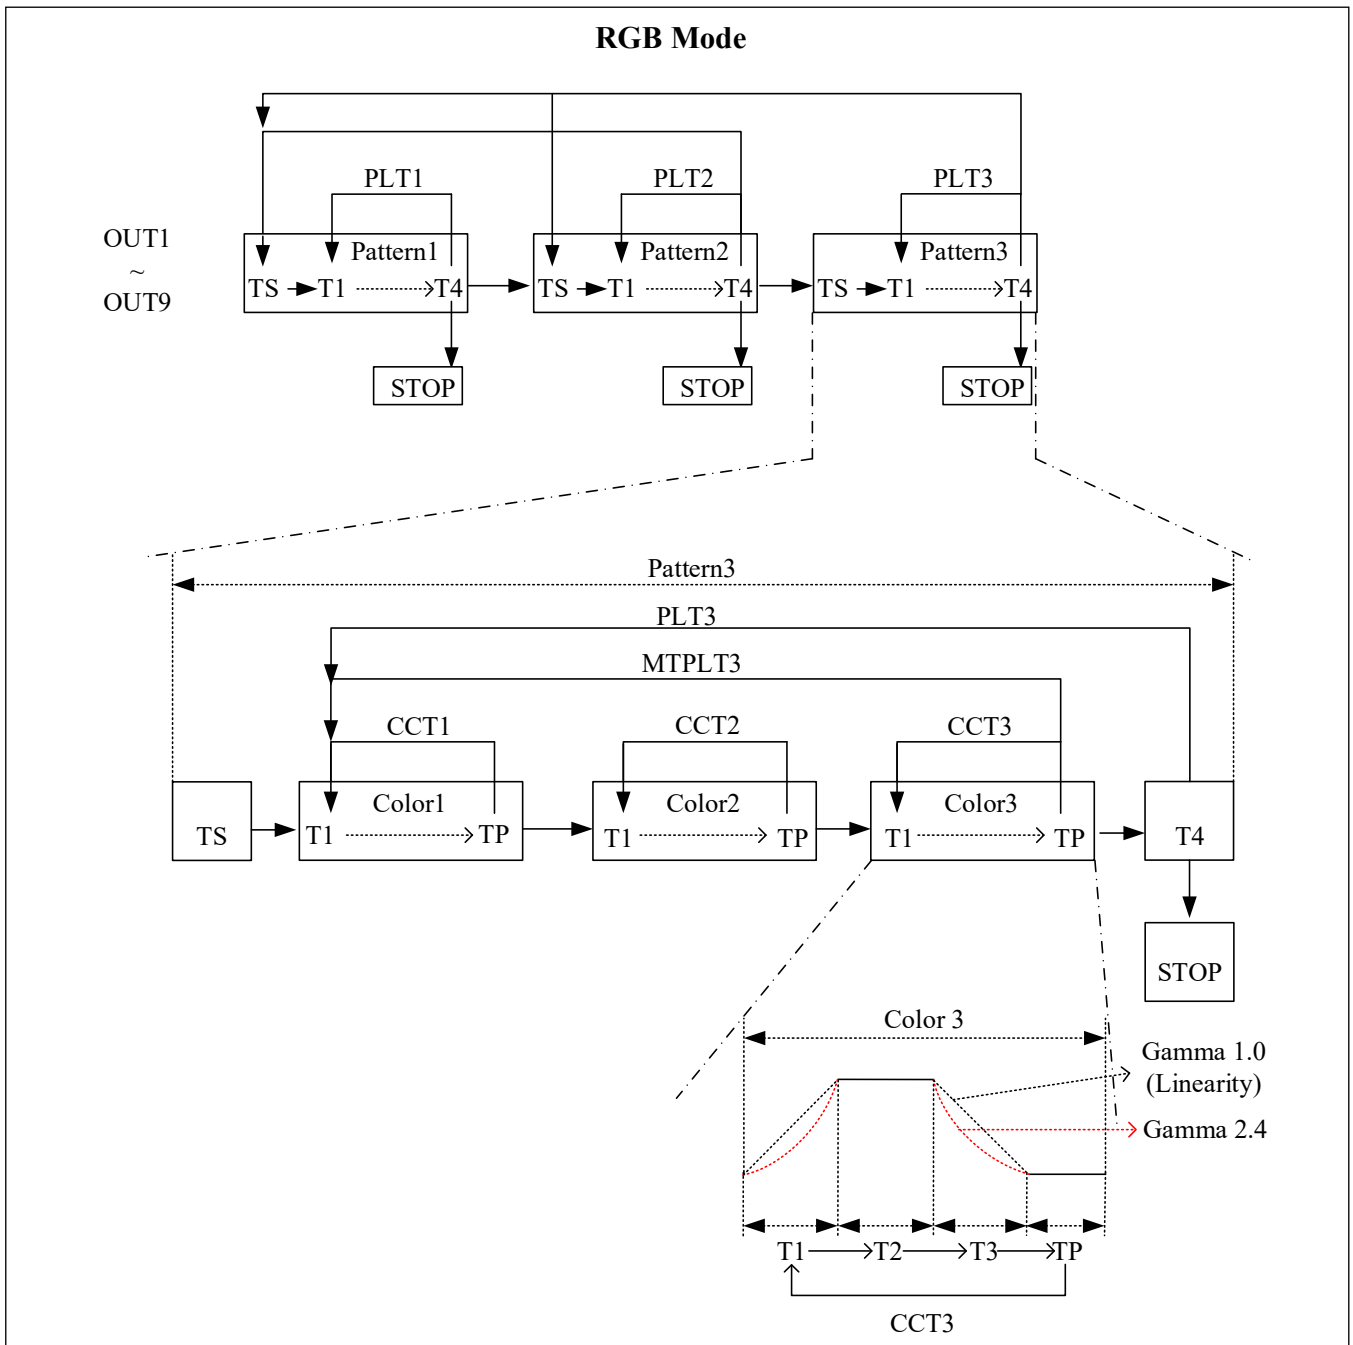 RGB Mode
PLT1 PLT2 PLT3
OUT1
~
OUT9
Pattern1 Pattern2 Pattern3
TS T1 T4 TS T1 T4 TS T1 T4
STOP STOP STOP
Pattern3
PLT3
MTPLT3
CCT1 CCT2 CCT3
Color1 Color2 Color3
TS T1 TP T1 TP T1 TP T4
STOP
Color 3
Gamma 1.0
(Linearity)
Gamma 2.4
T1 T2 T3 TP
CCT3